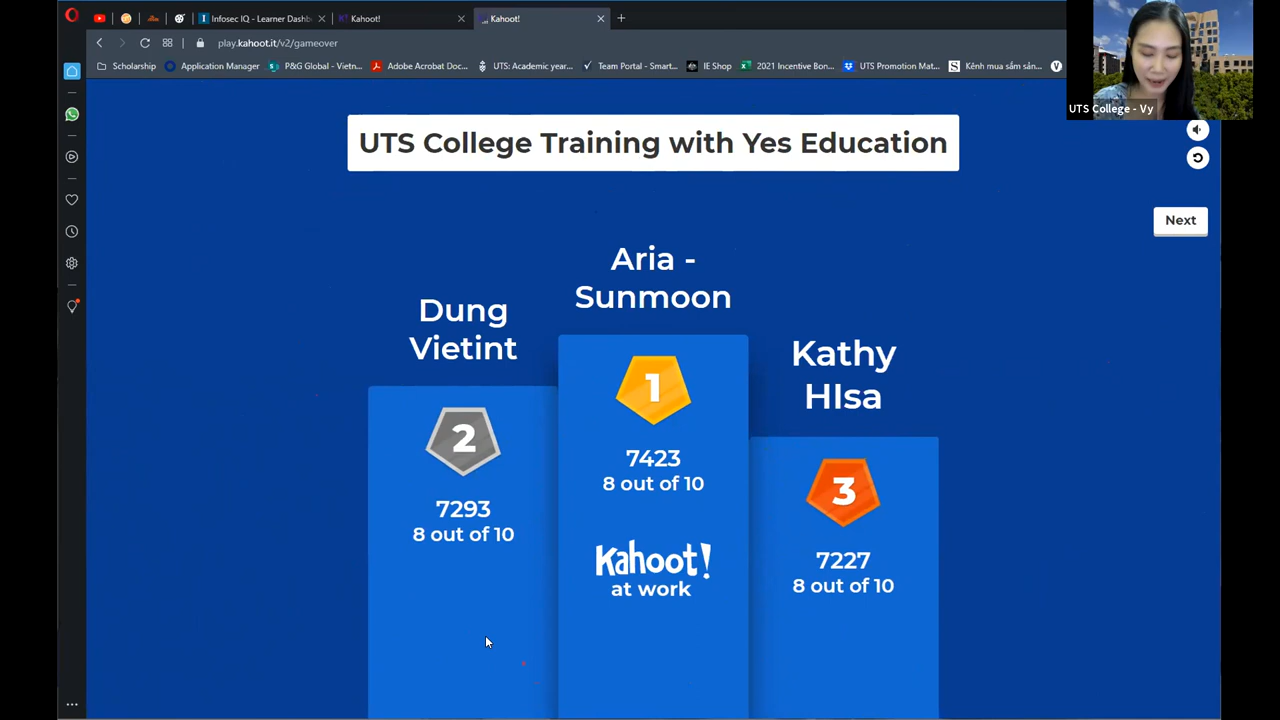 Infosec IQ - Learner Dashb
Kahoot!
Kahoot!
play.kahoot.it/v2/gameover
Scholarship
Application Manager
P&G Global - Vietn...
Adobe Acrobat Doc...
UTS: Academic year...
Team Portal - Smart...
IE Shop
2021 Incentive Bon...
UTS Promotion Mat...
Kênh mua sắm sản...
UTS College - Vy
UTS College Training with Yes Education
Next
Aria -
Sunmoon
Dung
Vietint
Kathy
HIsa
1
7423
8 out of 10
Kahoot!
at work
2
7293
8 out of 10
3
7227
8 out of 10